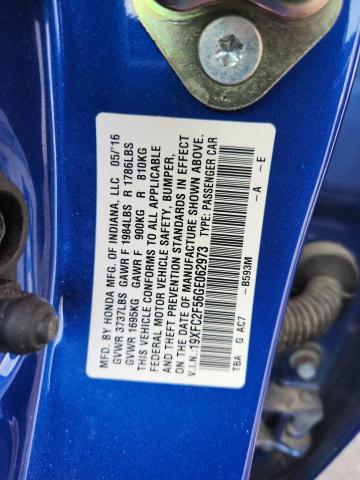 MFD. BY HONDA MFG. OF INDIANA, LLC 05/'16
GVWR 3737LBS GAWR F 1984LBS R 1786LBS
GVWR 1695KG GAWR F 900KG R 810KG
THIS VEHICLE CONFORMS TO ALL APPLICABLE
FEDERAL MOTOR VEHICLE SAFETY, BUMPER,
AND THEFT PREVENTION STANDARDS IN EFFECT
ON THE DATE OF MANUFACTURE SHOWN ABOVE.
V.I.N.:19XFC2F56GE062973 TYPE: PASSENGER CAR
-B593M -A -E
TBA G AC7